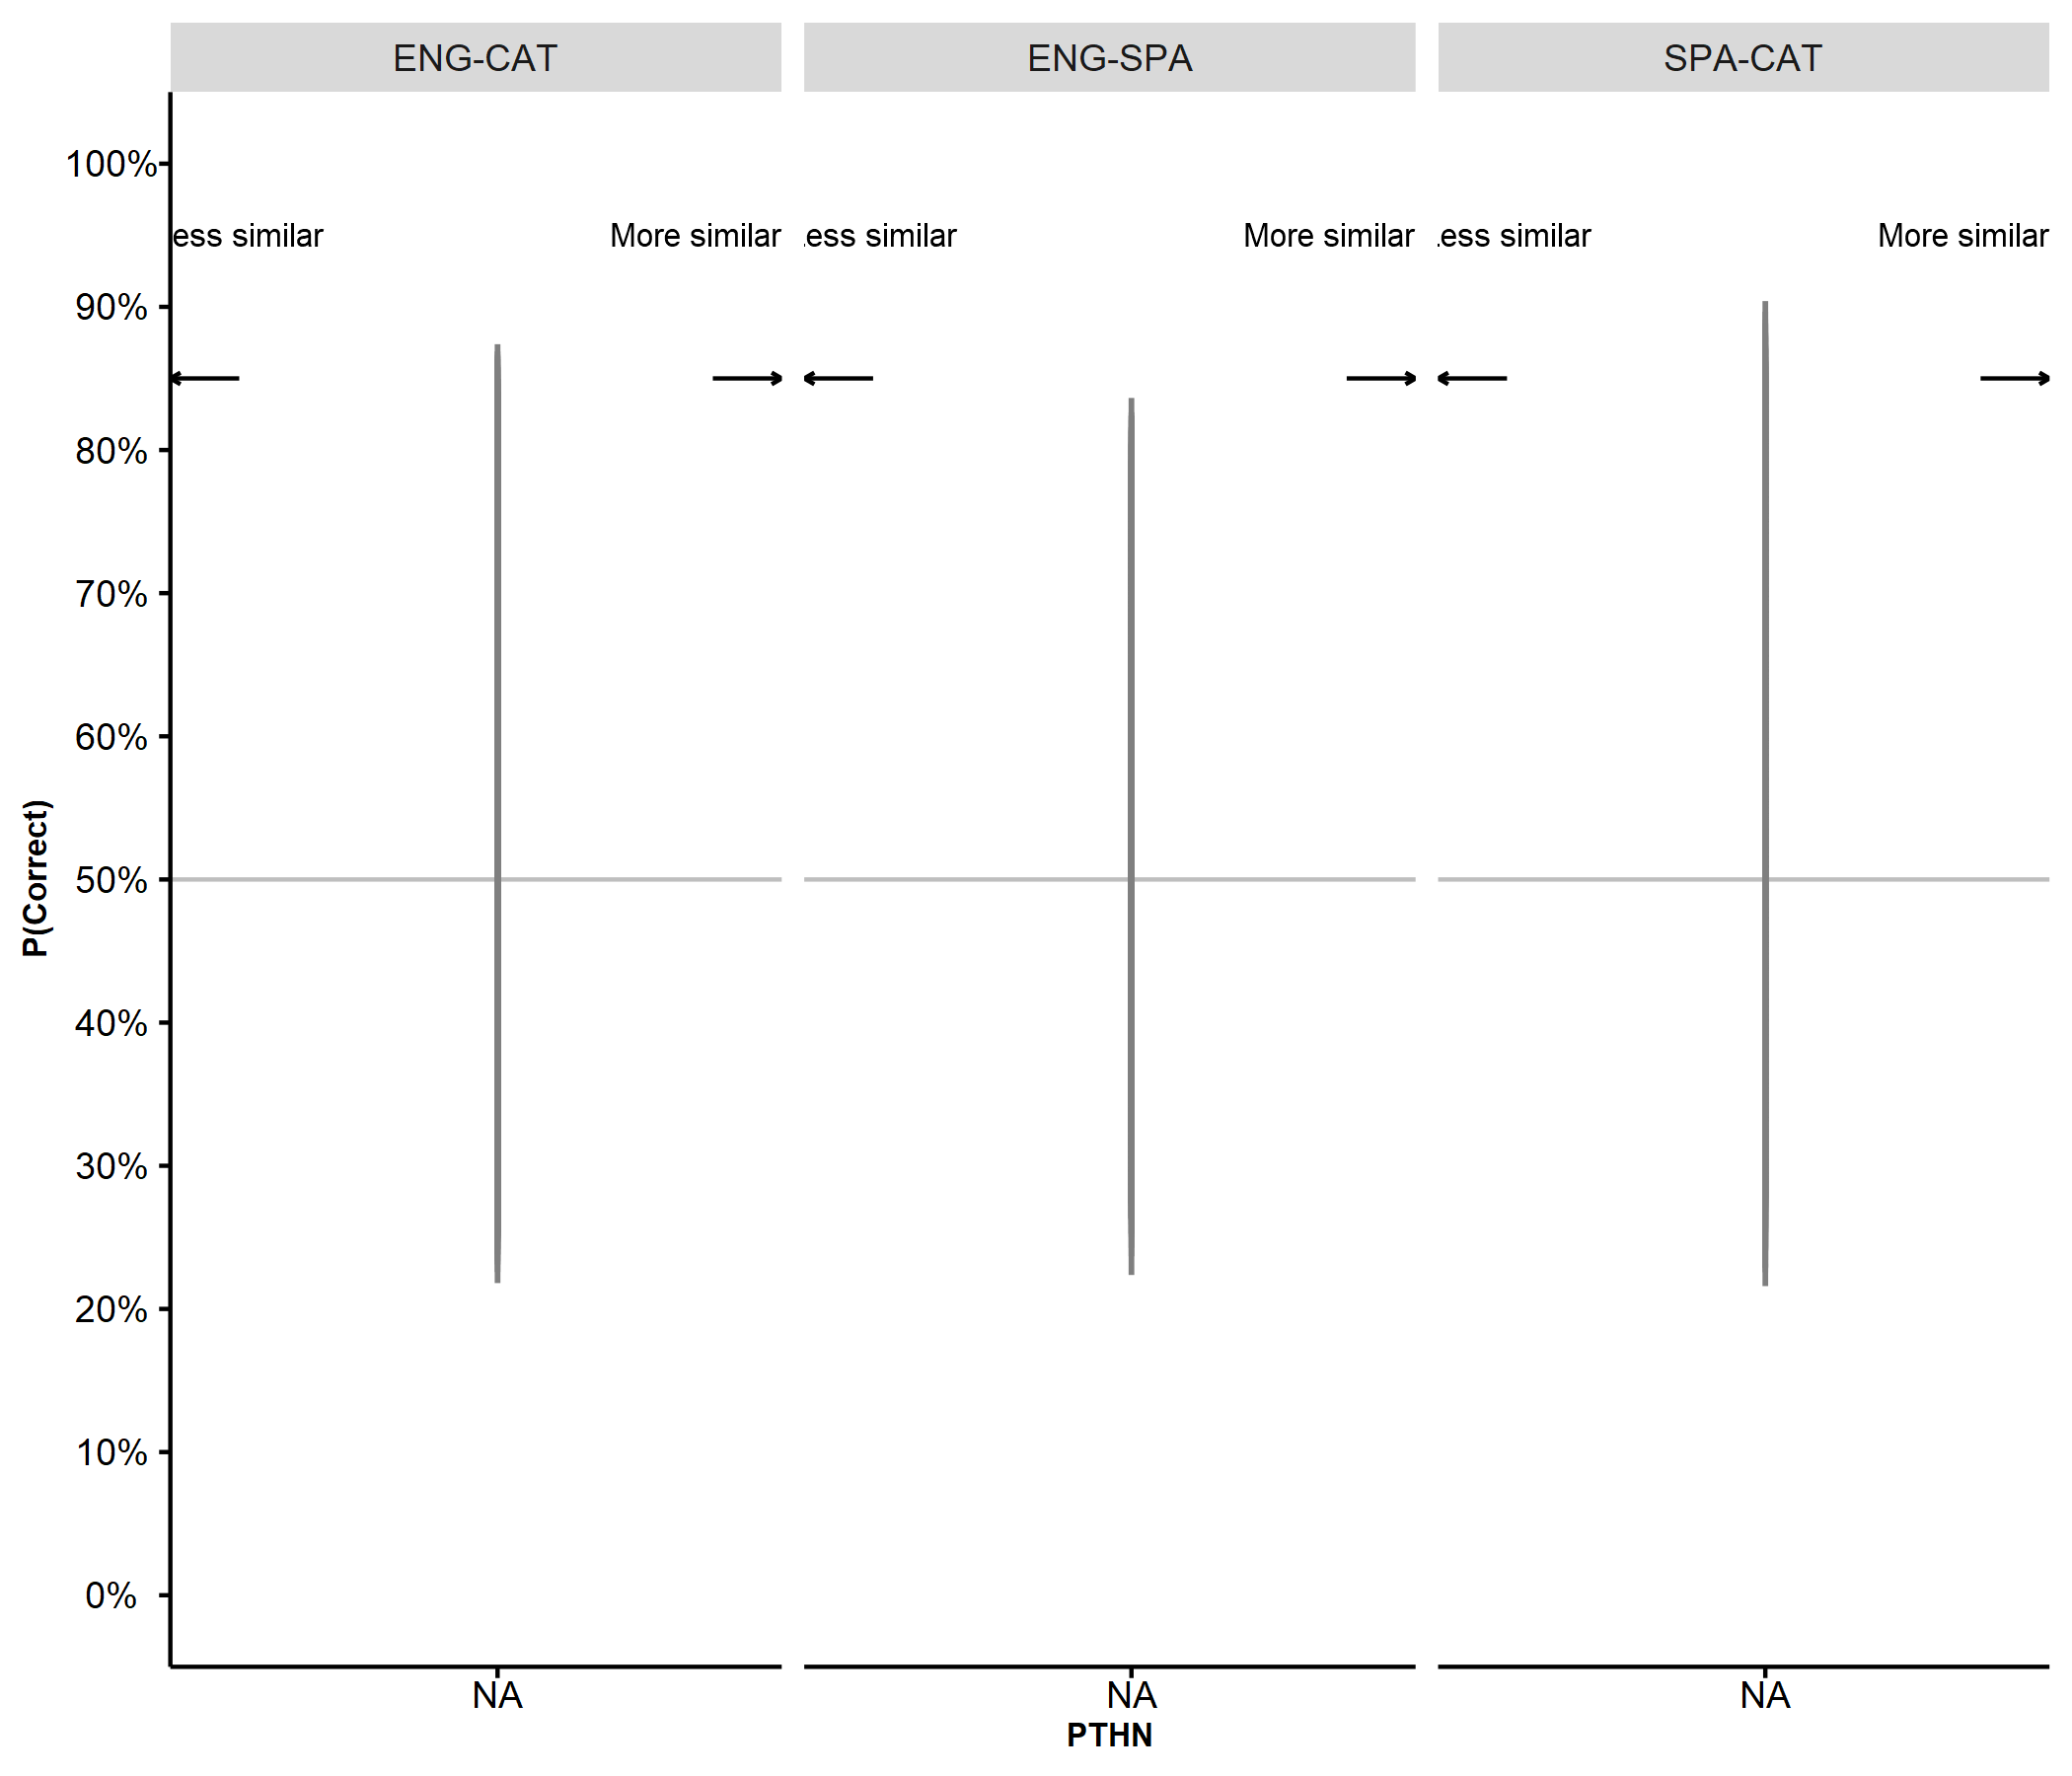 ENG-CAT
ENG-SPA
SPA-CAT
100%
ess similar
More similar
ess similar
More similar
ess similar
More similar
90%
80%
70%
60%
50%
40%
30%
20%
10%
0%
P(Correct)
NA
NA
NA
PTHN